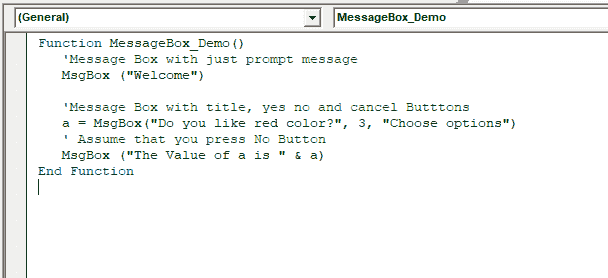 (General) MessageBox_Demo
Function MessageBox_Demo()
'Message Box with just prompt message
MsgBox ("Welcome")
'Message Box with title, yes no and cancel Butttons
a = MsgBox("Do you like red color?", 3, "Choose options")
' Assume that you press No Button
MsgBox ("The Value of a is " & a)
End Function